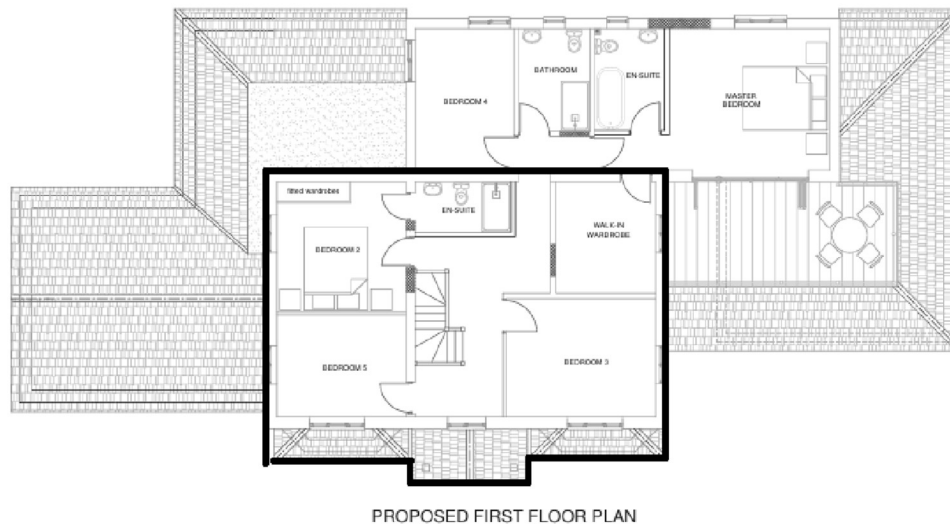 BATHROOM
EN-SUITE
BEDROOM 4
MASTER
BEDROOM
fitted wardrobes
EN-SUITE
WALK-IN
WARDROBE
BEDROOM 2
BEDROOM 5
BEDROOM 3
PROPOSED FIRST FLOOR PLAN